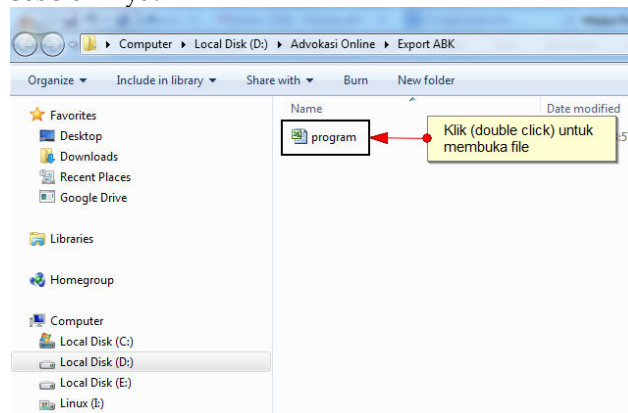 Computer ▸ Local Disk (D:) ▸ Advokasi Online ▸ Export ABK
Organize ▾ Include in library ▾ Share with ▾ Burn New folder
Favorites
Desktop
Downloads
Recent Places
Google Drive
Libraries
Homegroup
Computer
Local Disk (C:)
Local Disk (D:)
Local Disk (E:)
Linux (I:)
Name Date modified
program
Klik (double click) untuk
membuka file